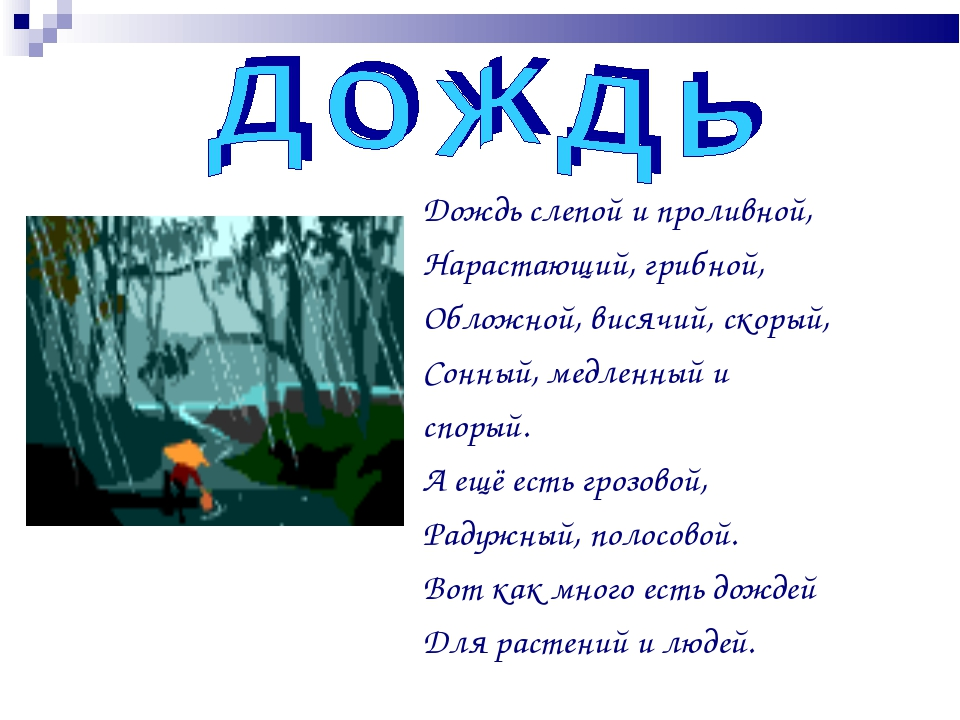 Дождь
Дождь слепой и проливной,
Нарастающий, грибной,
Обложной, висячий, скорый,
Сонный, медленный и
спорый.
А ещё есть грозовой,
Радужный, полосовой.
Вот как много есть дождей
Для растений и людей.